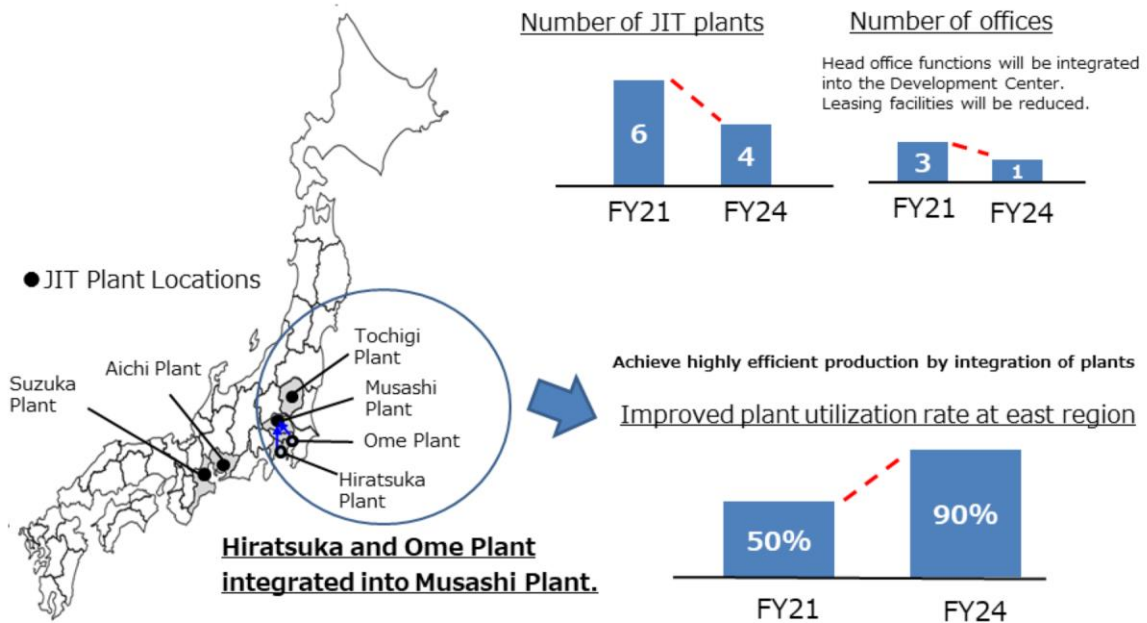 Number of JIT plants
6
4
FY21
FY24
Number of offices
Head office functions will be integrated
into the Development Center.
Leasing facilities will be reduced.
3
1
FY21
FY24
●JIT Plant Locations
Tochigi
Plant
Aichi Plant
Suzuka
Plant
Musashi
Plant
Ome Plant
Hiratsuka
Plant
Hiratsuka and Ome Plant
integrated into Musashi Plant.
Achieve highly efficient production by integration of plants
Improved plant utilization rate at east region
50%
90%
FY21
FY24